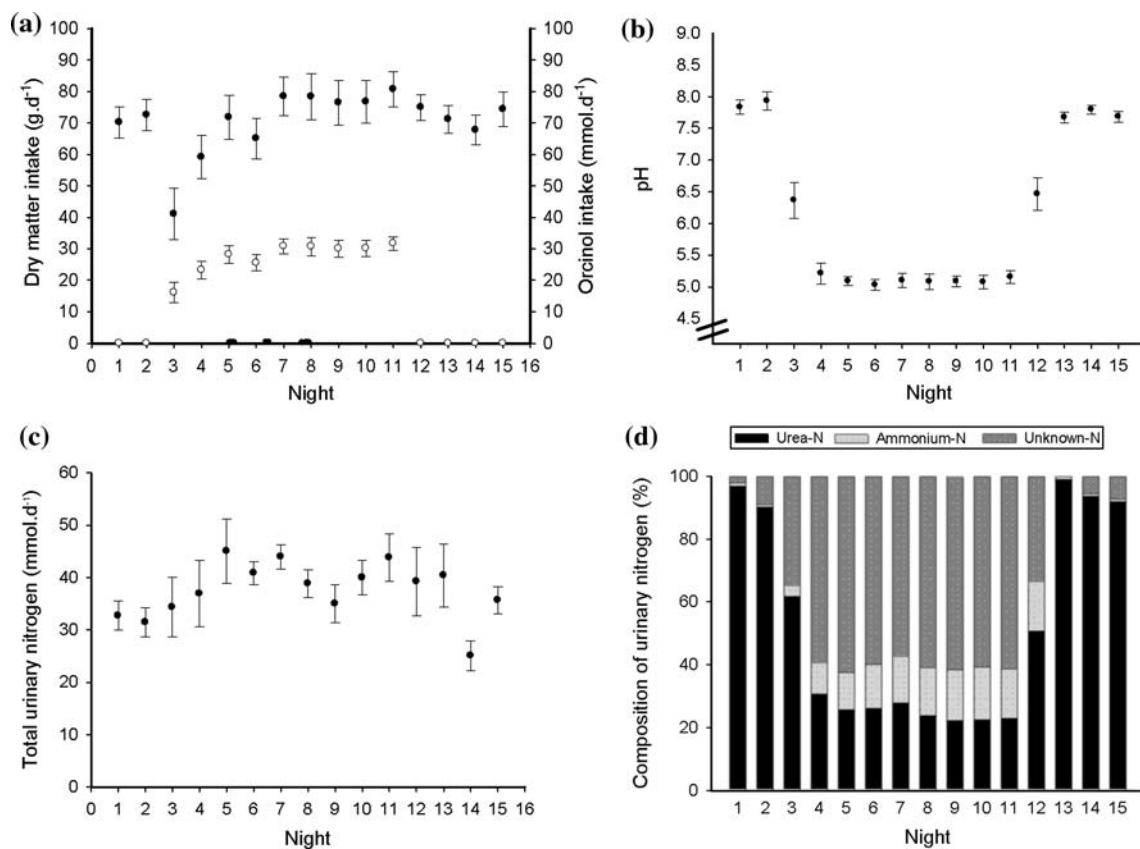 (a)
100
90
80
70
60
50
40
30
20
10
0
Dry matter intake (g.d-1)
100
90
80
70
60
50
40
30
20
10
0
Orcinol intake (mmol.d-1)
0 1 2 3 4 5 6 7 8 9 10 11 12 13 14 15 16
Night
(b)
9.0
8.5
8.0
7.5
7.0
6.5
6.0
5.5
5.0
4.5
pH
1 2 3 4 5 6 7 8 9 10 11 12 13 14 15
Night
(c)
60
50
40
30
20
10
0
Total urinary nitrogen (mmol.d-1)
0 1 2 3 4 5 6 7 8 9 10 11 12 13 14 15 16
Night
(d)
Urea-N Ammonium-N Unknown-N
100
80
60
40
20
0
Composition of urinary nitrogen (%)
1 2 3 4 5 6 7 8 9 10 11 12 13 14 15
Night